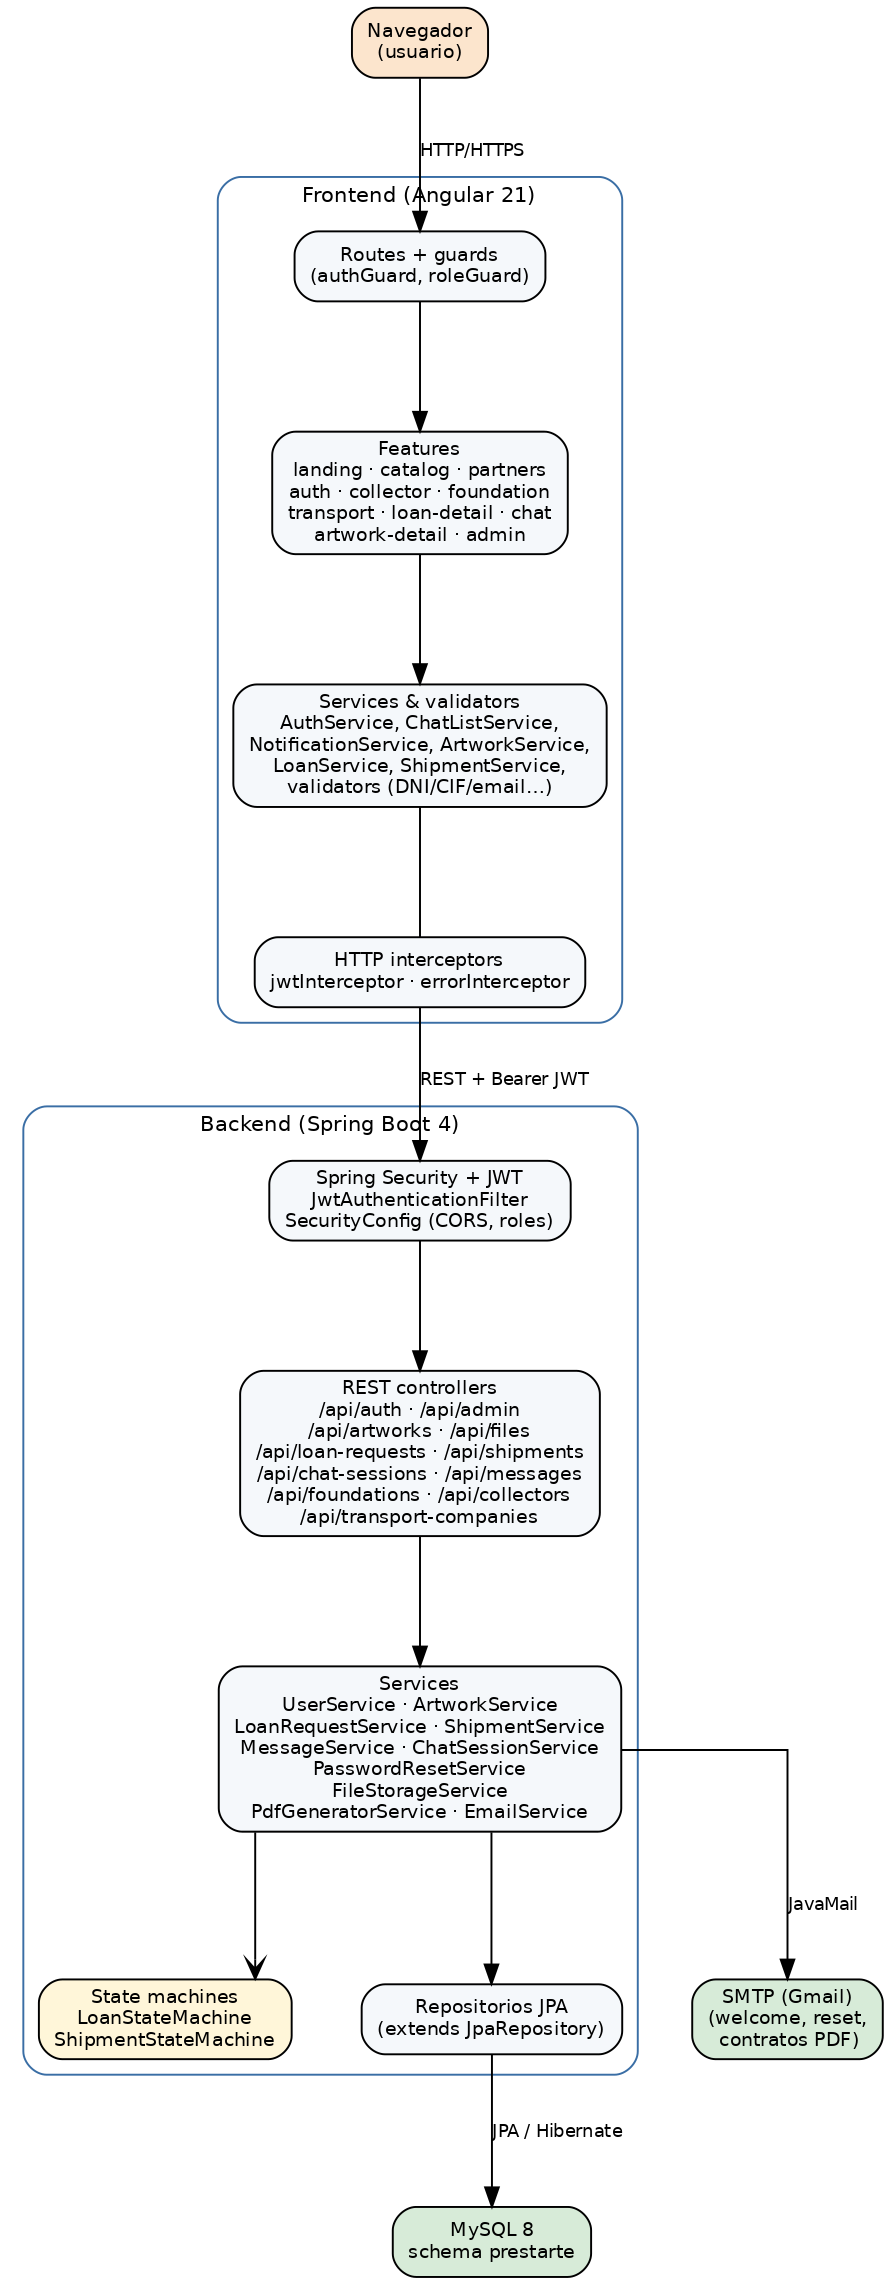 Navegador
(usuario)
HTTP/HTTPS
Frontend (Angular 21)
Routes + guards
(authGuard, roleGuard)
Features
landing · catalog · partners
auth · collector · foundation
transport · loan-detail · chat
artwork-detail · admin
Services & validators
AuthService, ChatListService,
NotificationService, ArtworkService,
LoanService, ShipmentService,
validators (DNI/CIF/email…)
HTTP interceptors
jwtInterceptor · errorInterceptor
REST + Bearer JWT
Backend (Spring Boot 4)
Spring Security + JWT
JwtAuthenticationFilter
SecurityConfig (CORS, roles)
REST controllers
/api/auth · /api/admin
/api/artworks · /api/files
/api/loan-requests · /api/shipments
/api/chat-sessions · /api/messages
/api/foundations · /api/collectors
/api/transport-companies
Services
UserService · ArtworkService
LoanRequestService · ShipmentService
MessageService · ChatSessionService
PasswordResetService
FileStorageService
PdfGeneratorService · EmailService
JavaMail
State machines
LoanStateMachine
ShipmentStateMachine
Repositorios JPA
(extends JpaRepository)
SMTP (Gmail)
(welcome, reset,
contratos PDF)
JPA / Hibernate
MySQL 8
schema prestarte